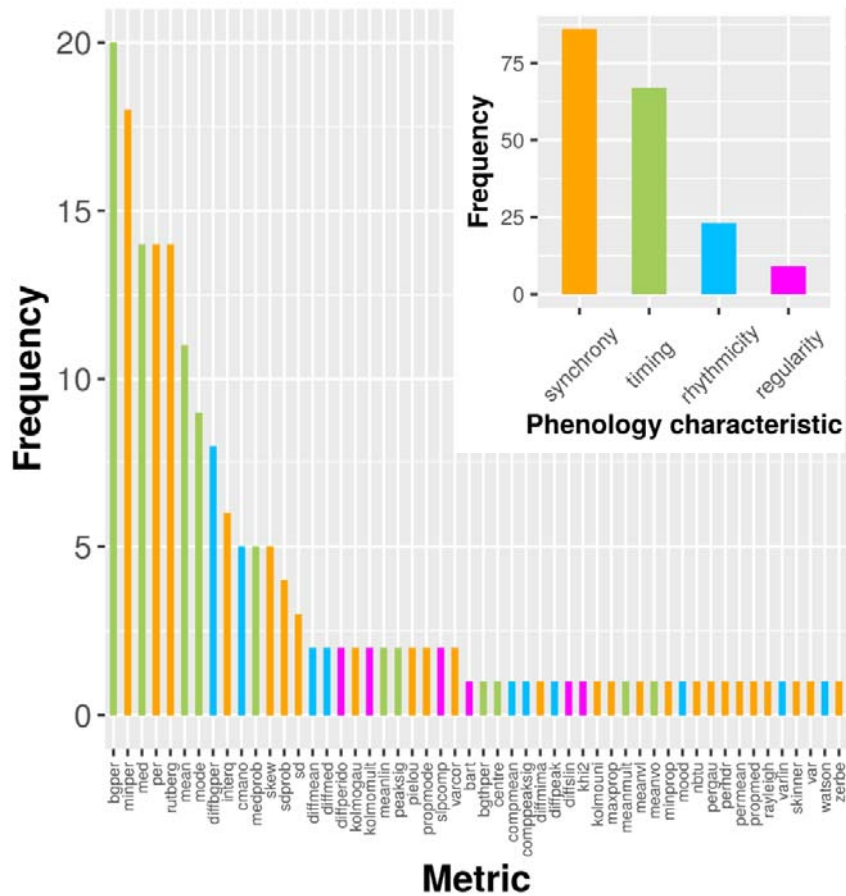 20
15
10
5
0
Frequency
bgper
minper
med
per
rutberg
mean
mode
diffbgper
interq
cmano
medprob
skew
sdprob
sd
diffmean
diffmed
diffperido
kolmogau
kolmomult
meanlin
peaksig
pielou
propmode
slocomp
varcor
bart
bgthper
centre
compmean
comppeaksig
diffmima
diffpeak
diffslin
khi2
kolmouni
maxprop
meanmult
meanvl
meanvo
minprop
mood
nbtu
pergau
perhdr
permean
propmed
rayleigh
varlin
skinner
var
watson
zerbe
Metric
75
50
25
0
Frequency
synchrony
timing
rhythmicity
regularity
Phenology characteristic